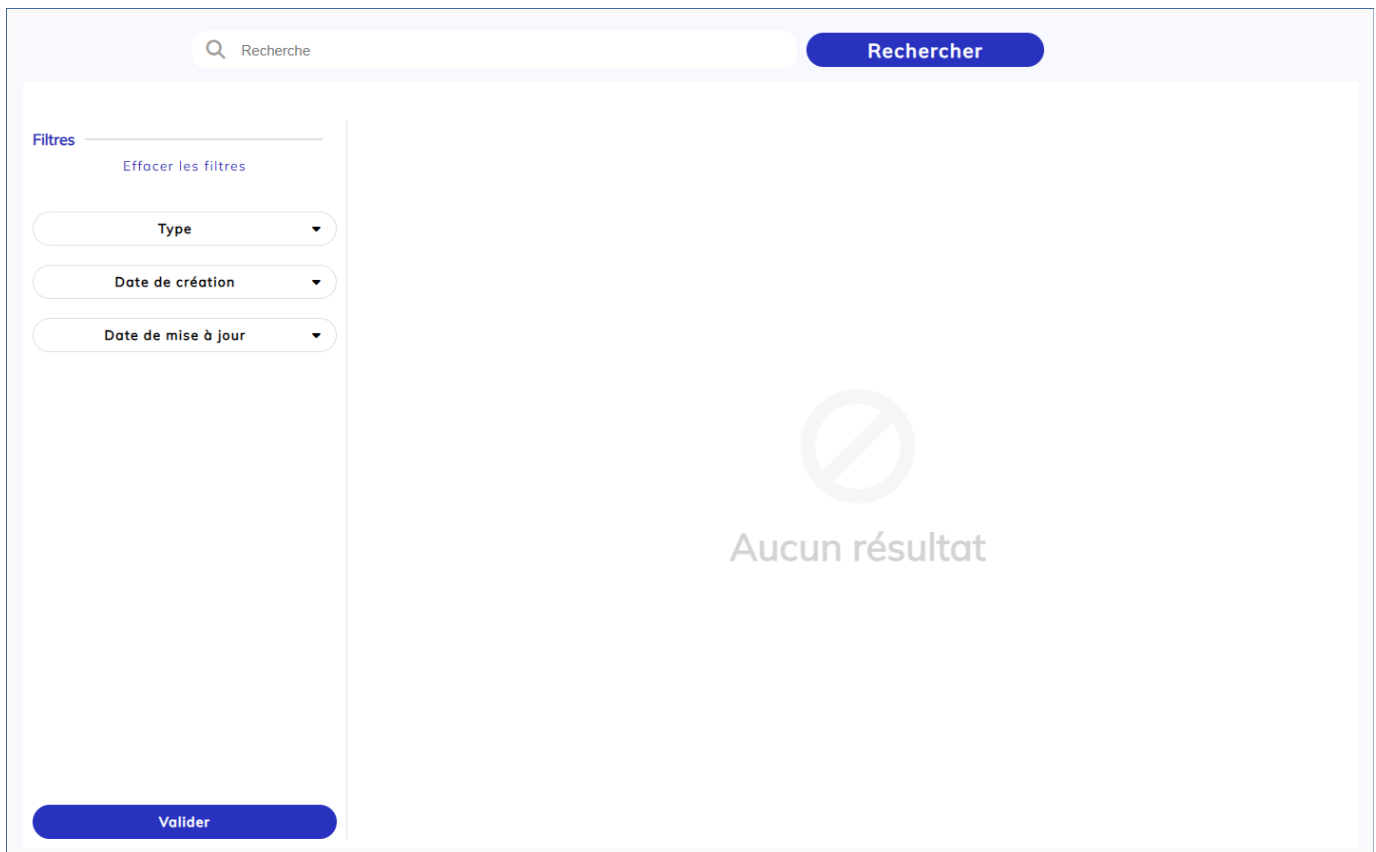 Recherche
Rechercher
Filtres
Effacer les filtres
Type
Date de création
Date de mise à jour
Aucun résultat
Valider